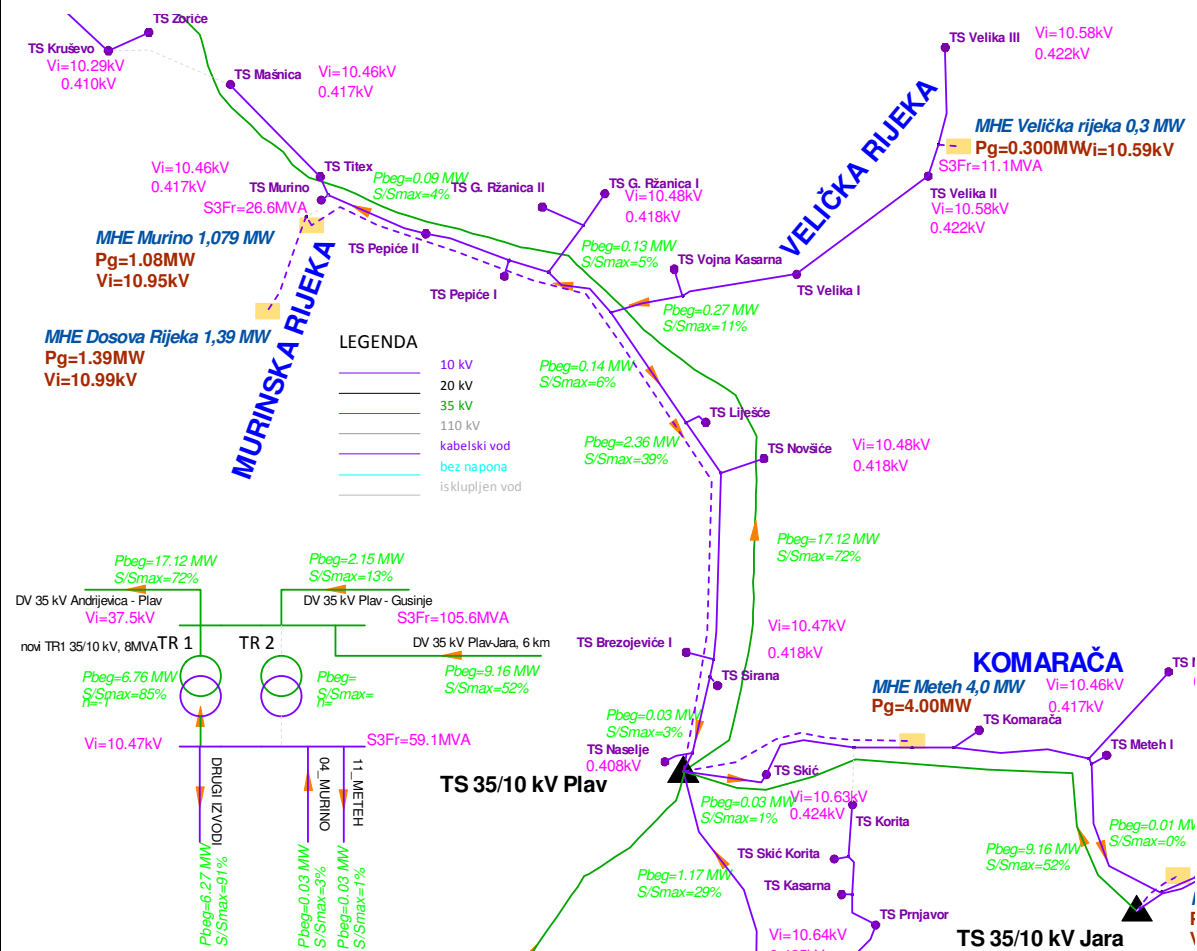 TS Zoriće
TS Kruševo
Vi=10.29kV
0.410kV
TS Mašnica
Vi=10.46kV
0.417kV
TS Velika III
Vi=10.58kV
0.422kV
VELIČKA RIJEKA
MHE Velička rijeka 0,3 MW
Pg=0.300MW
Vi=10.59kV
S3Fr=11.1MVA
TS Velika II
Vi=10.58kV
0.422kV
Vi=10.46kV
0.417kV
TS Titex
TS Murino
S3Fr=26.6MVA
Pbeg=0.09 MW
S/Smax=4%
TS G. Ržanica II
TS G. Ržanica I
Vi=10.48kV
0.418kV
MHE Murino 1,079 MW
Pg=1.08MW
Vi=10.95kV
TS Pepiće II
TS Pepiće I
Pbeg=0.13 MW
S/Smax=5%
TS Vojna Kasarna
TS Velika I
Pbeg=0.27 MW
S/Smax=11%
MHE Dosova Rijeka 1,39 MW
Pg=1.39MW
Vi=10.99kV
MURINSKA RIJEKA
LEGENDA
10 kV
20 kV
35 kV
110 kV
kabelski vod
bez napona
isklupljen vod
Pbeg=0.14 MW
S/Smax=6%
TS Liješće
Pbeg=2.36 MW
S/Smax=39%
TS Novšiće
Vi=10.48kV
0.418kV
Pbeg=17.12 MW
S/Smax=72%
Pbeg=17.12 MW
S/Smax=72%
Pbeg=2.15 MW
S/Smax=13%
DV 35 kV Andrijevica - Plav
DV 35 kV Plav - Gusinje
Vi=37.5kV
S3Fr=105.6MVA
novi TR1 35/10 kV, 8MVA
TR 1
TR 2
DV 35 kV Plav-Jara, 6 km
Pbeg=6.76 MW
S/Smax=85%
n=-1
Pbeg=
S/Smax=
n=
Pbeg=9.16 MW
S/Smax=52%
Vi=10.47kV
S3Fr=59.1MVA
DRUGI IZVODI
04_MURINO
11_METEH
Pbeg=6.27 MW
S/Smax=91%
Pbeg=0.03 MW
S/Smax=3%
Pbeg=0.03 MW
S/Smax=1%
TS Brezojeviće I
Vi=10.47kV
0.418kV
TS Sirana
Pbeg=0.03 MW
S/Smax=3%
TS Naselje
0.408kV
TS 35/10 kV Plav
KOMARAČA
MHE Meteh 4,0 MW
Pg=4.00MW
Vi=10.46kV
0.417kV
TS Komarača
TS Meteh I
TS Skić
Pbeg=0.03 MW
S/Smax=1%
Vi=10.63kV
0.424kV
TS Korita
TS Skić Korita
TS Kasarna
TS Prnjavor
Pbeg=1.17 MW
S/Smax=29%
Vi=10.64kV
Pbeg=9.16 MW
S/Smax=52%
Pbeg=0.01 MW
S/Smax=0%
TS 35/10 kV Jara